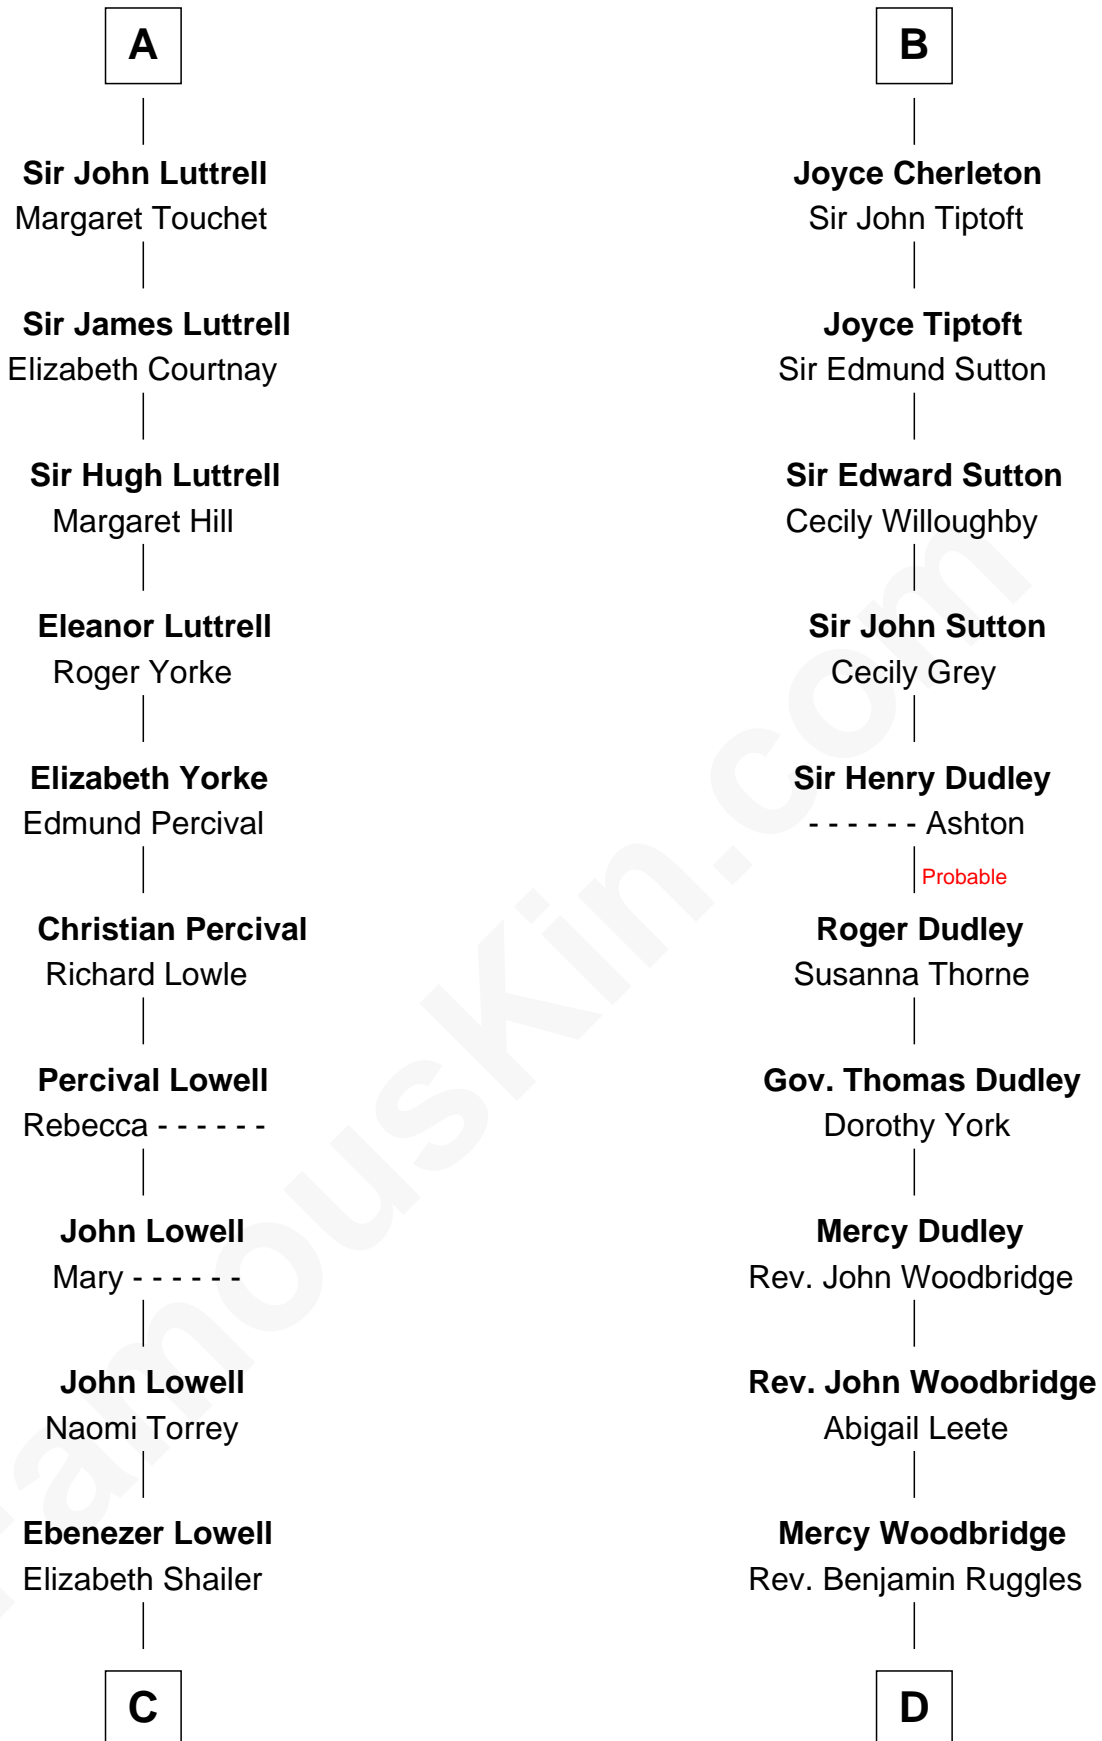 A
Sir John Luttrell
Margaret Touchet
Sir James Luttrell
Elizabeth Courtnay
Sir Hugh Luttrell
Margaret Hill
Eleanor Luttrell
Roger Yorke
Elizabeth Yorke
Edmund Percival
Christian Percival
Richard Lowle
Percival Lowell
Rebecca - - - - - -
John Lowell
Mary - - - - - -
John Lowell
Naomi Torrey
Ebenezer Lowell
Elizabeth Shailer
C
B
Joyce Cherleton
Sir John Tiptoft
Joyce Tiptoft
Sir Edmund Sutton
Sir Edward Sutton
Cecily Willoughby
Sir John Sutton
Cecily Grey
Sir Henry Dudley
- - - - - - Ashton
Probable
Roger Dudley
Susanna Thorne
Gov. Thomas Dudley
Dorothy York
Mercy Dudley
Rev. John Woodbridge
Rev. John Woodbridge
Abigail Leete
Mercy Woodbridge
Rev. Benjamin Ruggles
D
FamousKin.com